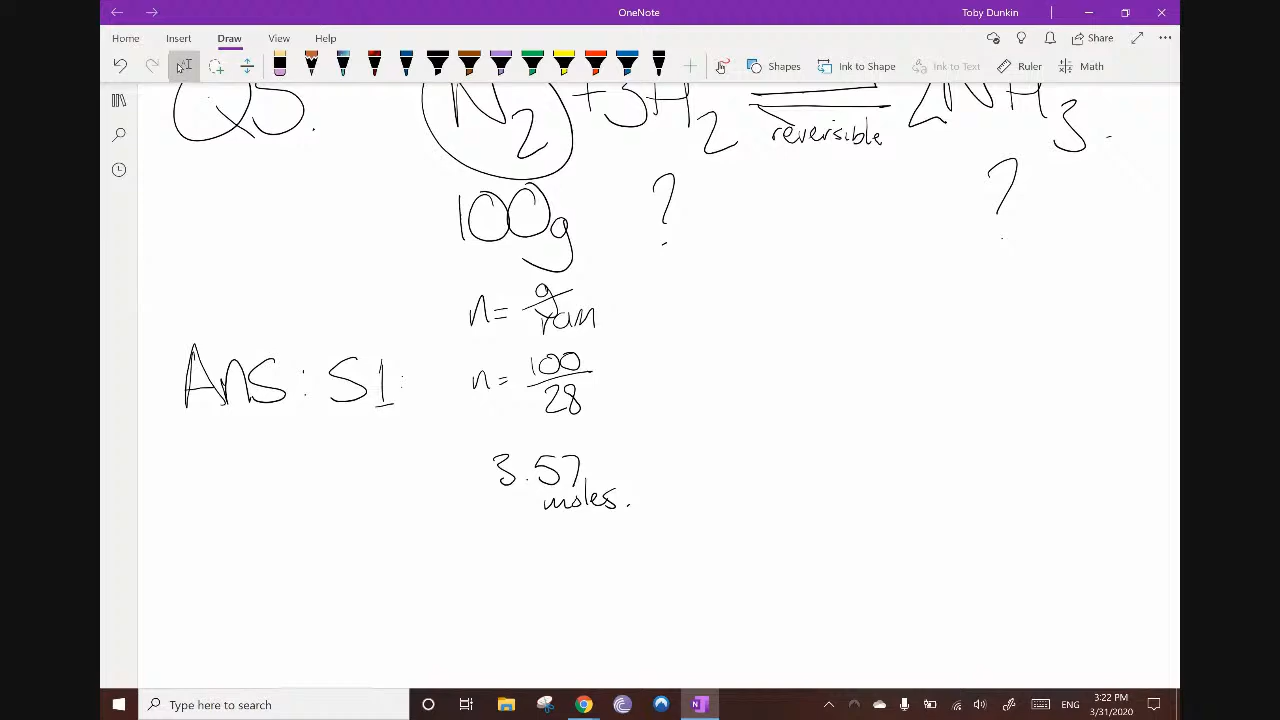 OneNote
Toby Dunkin
Home Insert Draw View Help
Share
Shapes Ink to Shape Ink to Text Ruler Math
Q5. N2 + 3H2 2NH3.
reversible
100g ? ?
n = g/ram
Ans: S1: n = 100/28
3.57
moles.
Type here to search
ENG
3:22 PM
3/31/2020